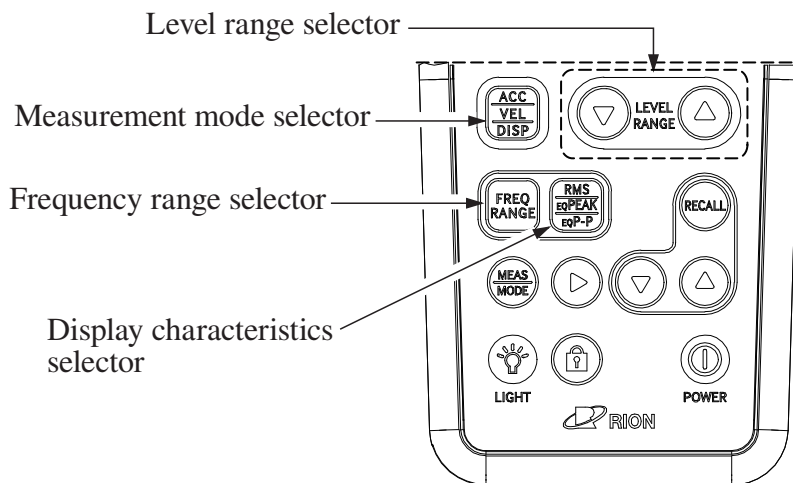 Level range selector
ACC
VEL
DISP
LEVEL
RANGE
Measurement mode selector
Frequency range selector
FREQ
RANGE
RMS
EQPEAK
EQP-P
RECALL
MEAS
MODE
Display characteristics
selector
LIGHT
POWER
RION